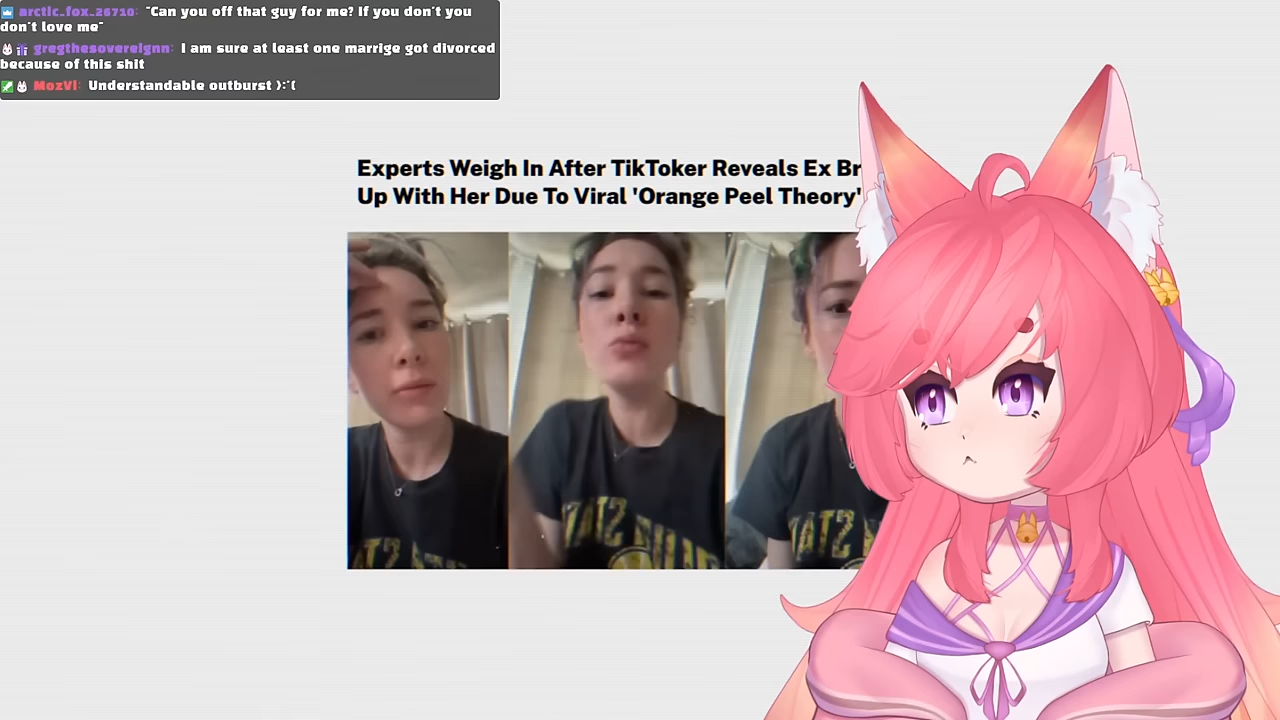 arctic_fox_26710: "Can you off that guy for me? If you don't you
don't love me"
gregthesovereignn: I am sure at least one marrige got divorced
because of this shit
MozVi: Understandable outburst ):'(
Experts Weigh In After TikToker Reveals Ex Br
Up With Her Due To Viral 'Orange Peel Theory'